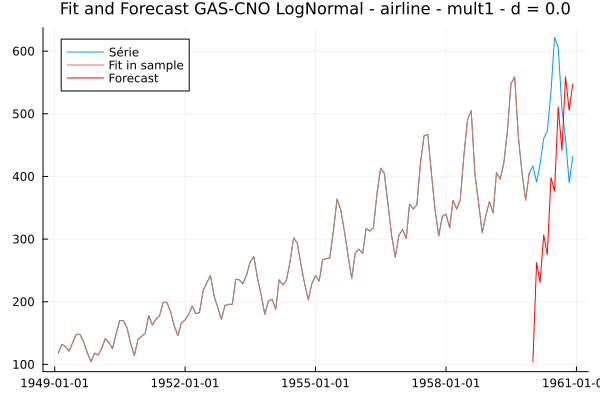 Fit and Forecast GAS-CNO LogNormal - airline - mult1 - d = 0.0
Série
Fit in sample
Forecast
600
500
400
300
200
100
1949-01-01 1952-01-01 1955-01-01 1958-01-01 1961-01-0